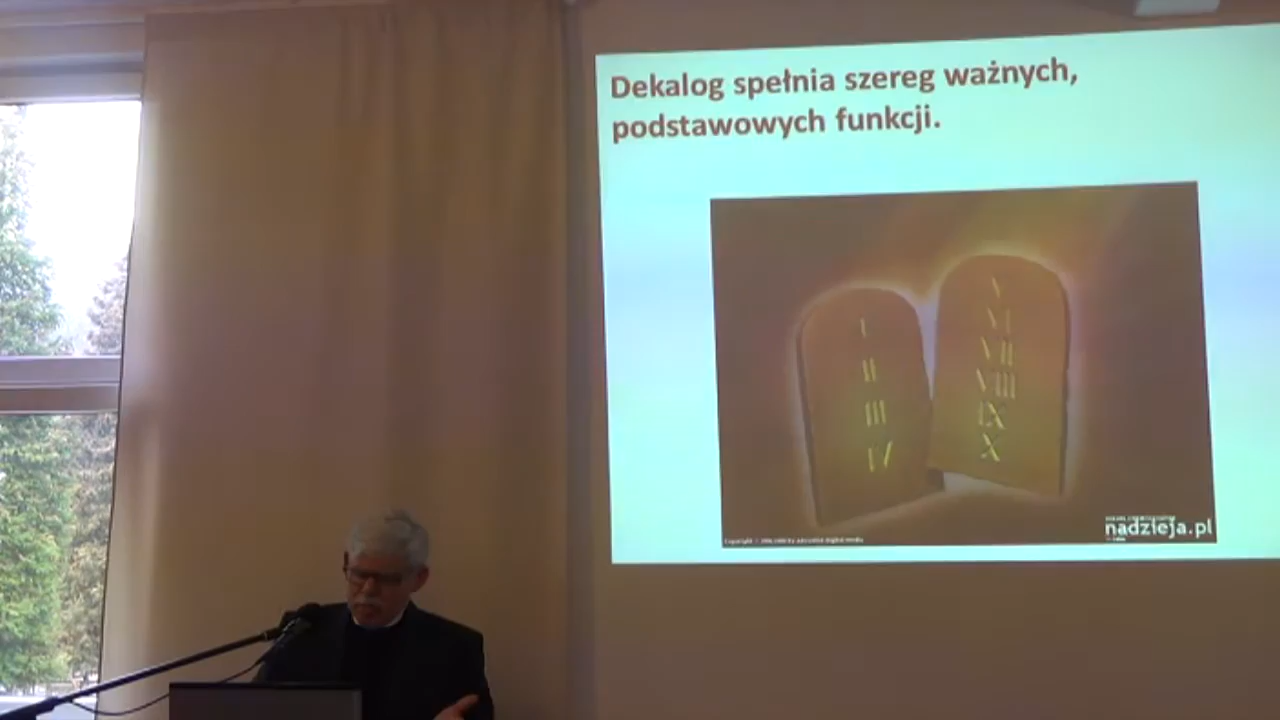 Dekalog spełnia szereg ważnych,
podstawowych funkcji.
I
II
III
IV
V
VI
VII
VIII
IX
X
nadzieja.pl